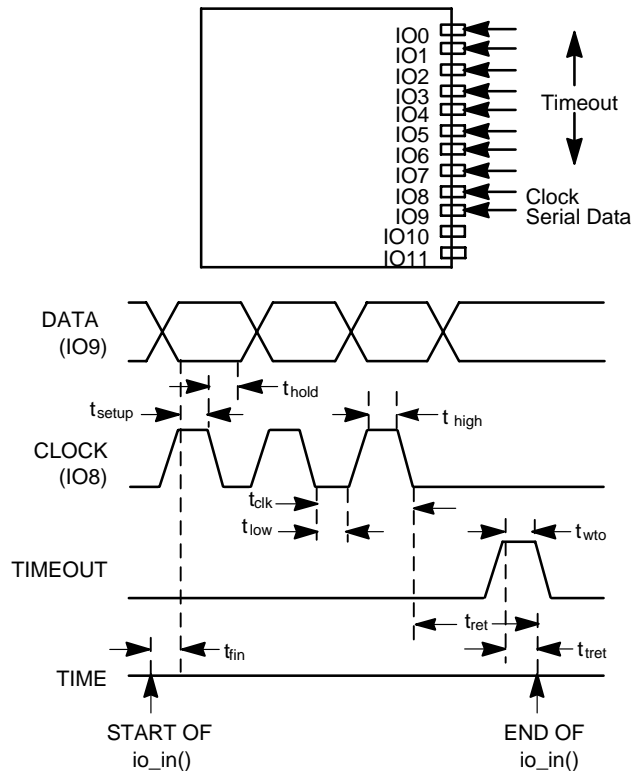 IO0
IO1
IO2
IO3
IO4
IO5
IO6
IO7
IO8
IO9
IO10
IO11
Timeout
Clock
Serial Data
DATA
(IO9)
thold
tsetup
thigh
CLOCK
(IO8)
tclk
tlow
twto
TIMEOUT
tret
ttret
tfin
TIME
START OF
io_in()
END OF
io_in()